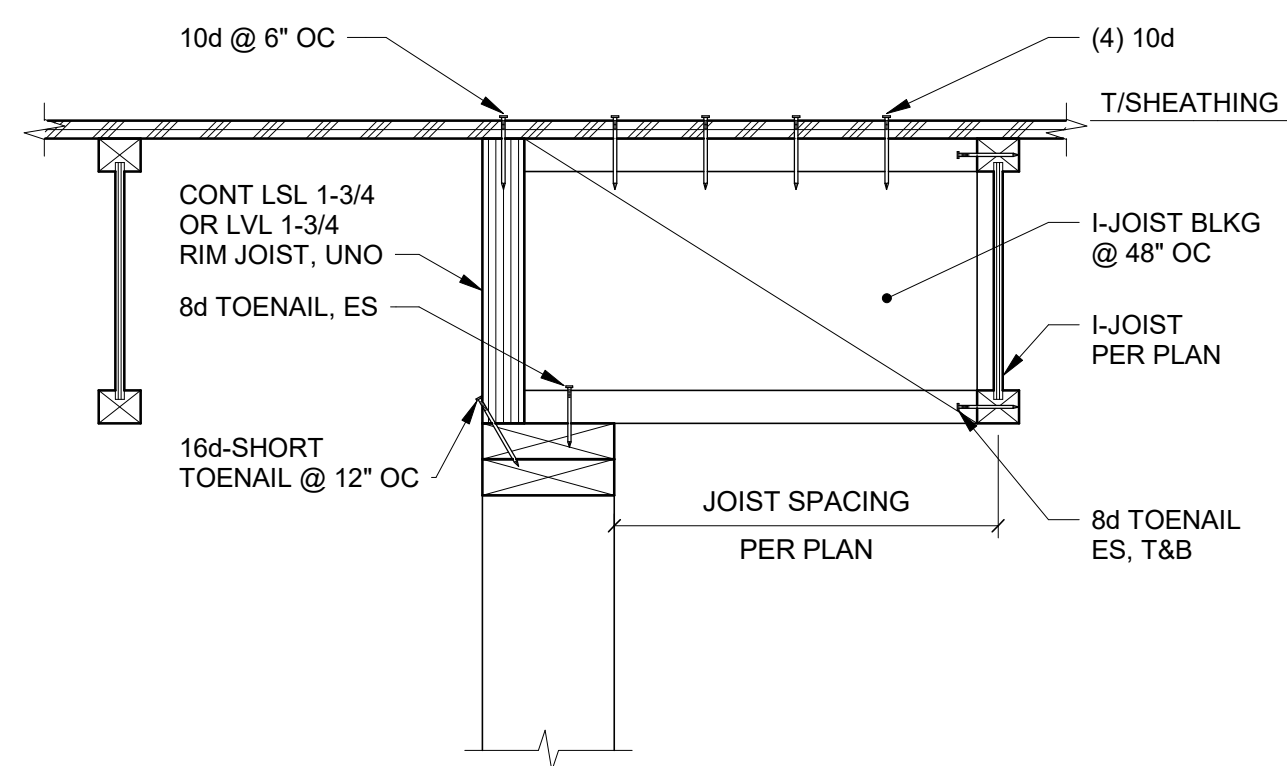 10d @ 6" OC
(4) 10d
T/SHEATHING
CONT LSL 1-3/4
OR LVL 1-3/4
RIM JOIST, UNO
8d TOENAIL, ES
I-JOIST BLKG
@ 48" OC
I-JOIST
PER PLAN
16d-SHORT
TOENAIL @ 12" OC
JOIST SPACING
PER PLAN
8d TOENAIL
ES, T&B